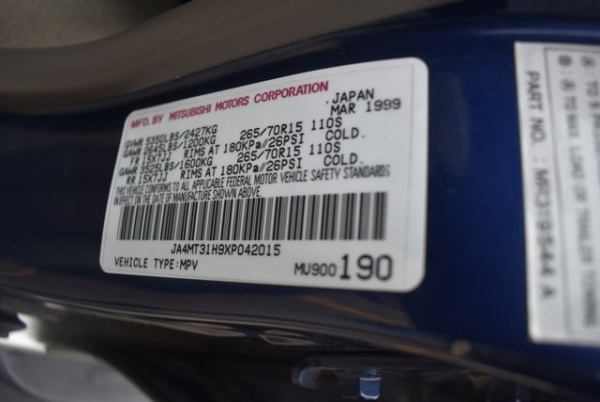 MFD. BY MITSUBISHI MOTORS CORPORATION
JAPAN
MAR 1999
GVWR 5350LBS/2427KG
GAWR 2645LBS/1200KG 265/70R15 110S
FR 15X7JJ RIMS AT 180KPA//26PSI COLD.
GAWR 3525LBS/1600KG 265/70R15 110S
RR 15X7JJ RIMS AT 180KPA//26PSI COLD.
THIS VEHICLE CONFORMS TO ALL APPLICABLE FEDERAL MOTOR VEHICLE SAFETY STANDARDS
IN EFFECT ON THE DATE OF MANUFACTURE SHOWN ABOVE
JA4MT31H9XP042015
VEHICLE TYPE:MPV
MU900190
PART NO.